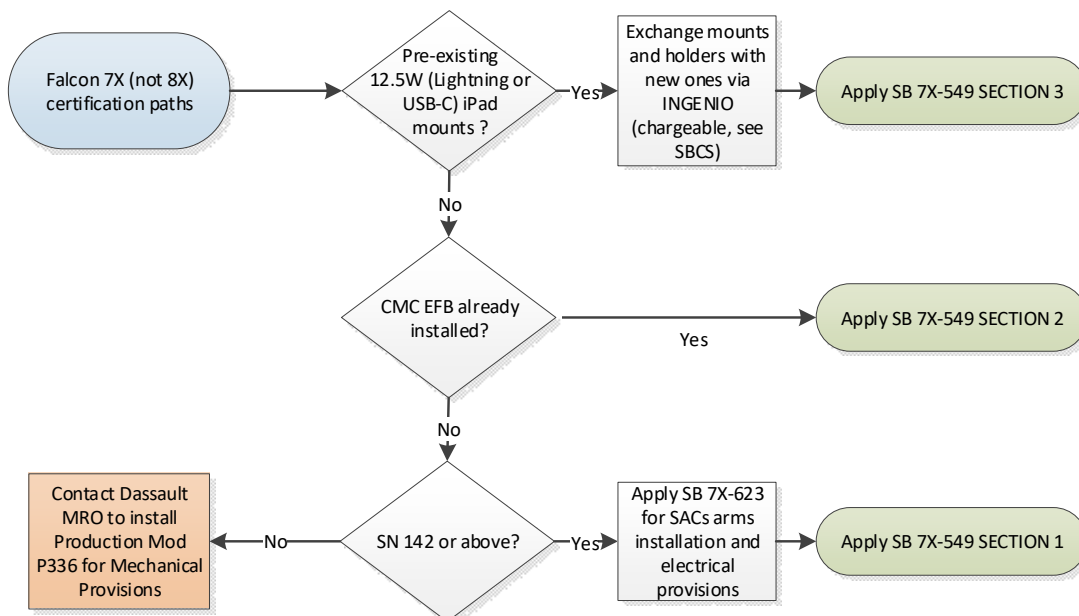 Falcon 7X (not 8X)
certification paths
Pre-existing
12.5W (Lightning or
USB-C) iPad
mounts ?
Yes
Exchange mounts
and holders with
new ones via
INGENIO
(chargeable, see
SBCS)
Apply SB 7X-549 SECTION 3
No
CMC EFB already
installed?
Yes
Apply SB 7X-549 SECTION 2
No
Contact Dassault
MRO to install
Production Mod
P336 for Mechanical
Provisions
No
SN 142 or above?
Yes
Apply SB 7X-623
for SACs arms
installation and
electrical
provisions
Apply SB 7X-549 SECTION 1